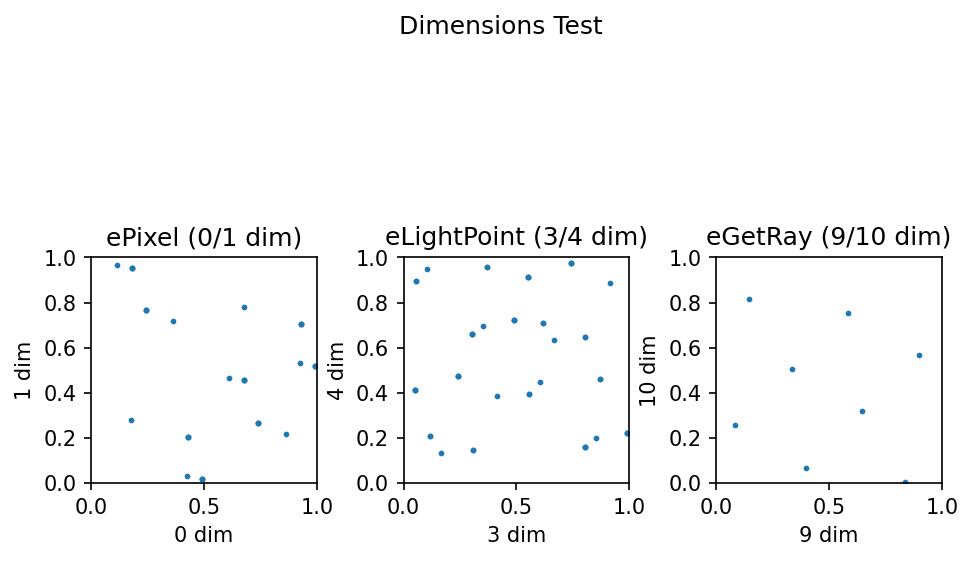 Dimensions Test
ePixel (0/1 dim)
1.0
0.8
0.6
0.4
0.2
0.0
1 dim
0.0 0.5 1.0
0 dim
eLightPoint (3/4 dim)
1.0
0.8
0.6
0.4
0.2
0.0
4 dim
0.0 0.5 1.0
3 dim
eGetRay (9/10 dim)
1.0
0.8
0.6
0.4
0.2
0.0
10 dim
0.0 0.5 1.0
9 dim